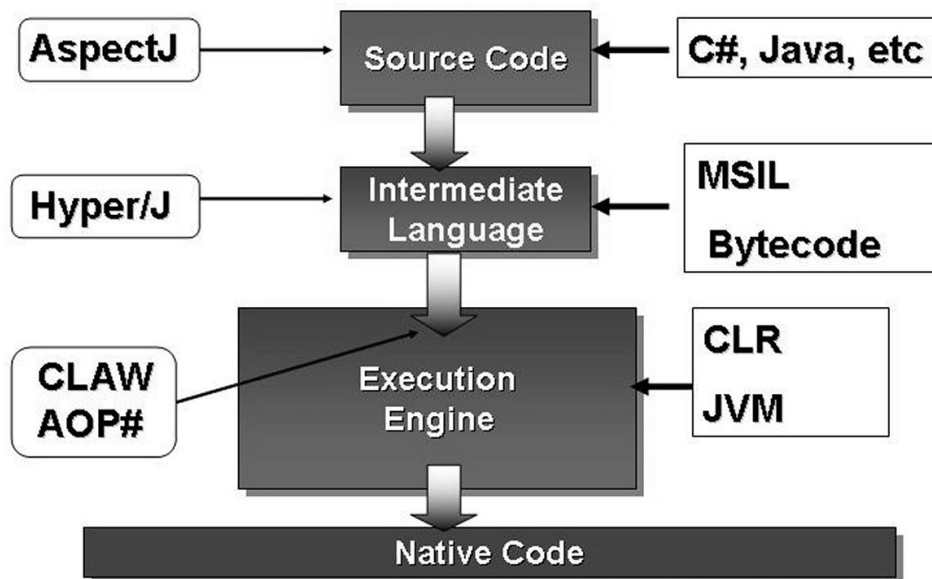 AspectJ
Source Code
C#, Java, etc
Hyper/J
Intermediate
Language
MSIL
Bytecode
CLAW
AOP#
Execution
Engine
CLR
JVM
Native Code